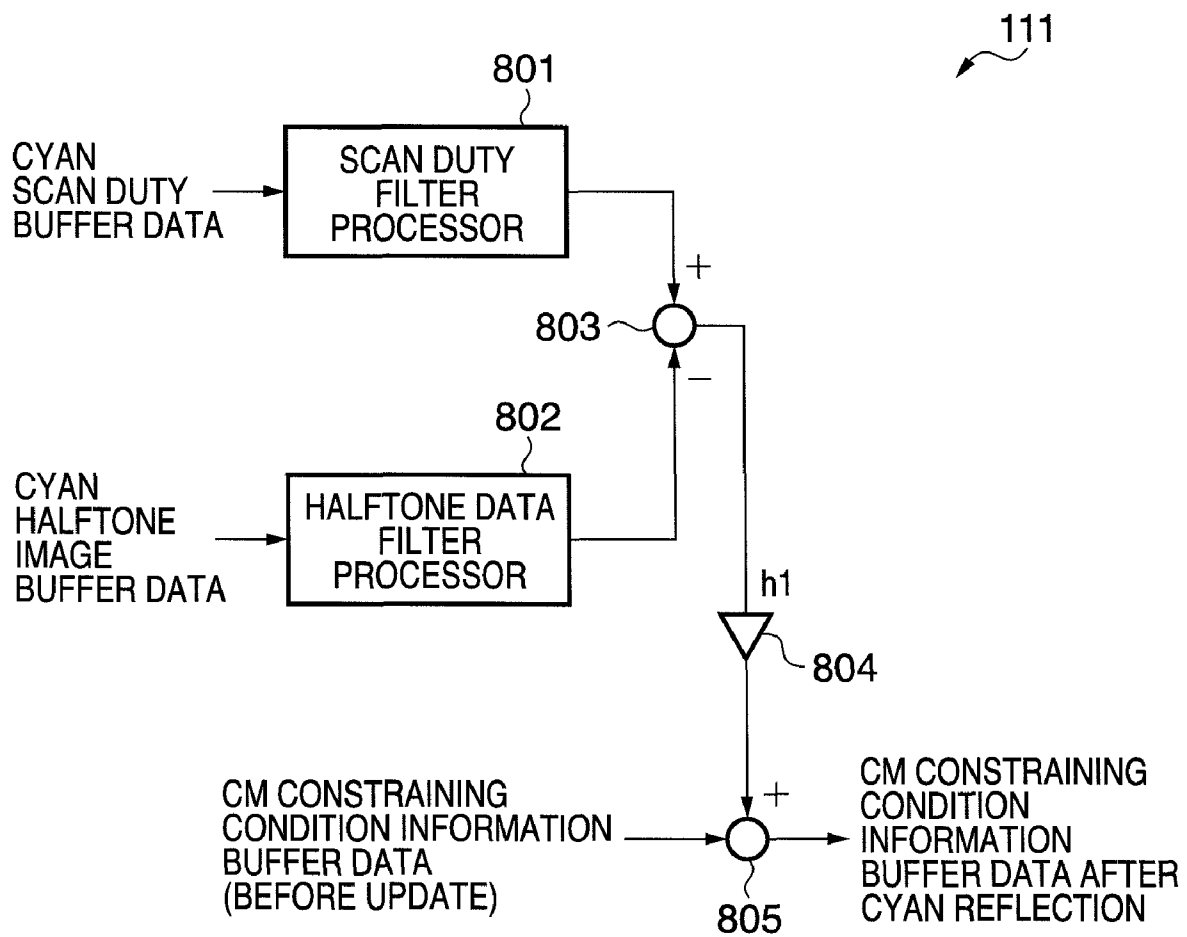 111
801
CYAN
SCAN DUTY
BUFFER DATA
SCAN DUTY
FILTER
PROCESSOR
+
803
−
802
CYAN
HALFTONE
IMAGE
BUFFER DATA
HALFTONE DATA
FILTER
PROCESSOR
h1
804
CM CONSTRAINING
CONDITION INFORMATION
BUFFER DATA
(BEFORE UPDATE)
+
805
CM CONSTRAINING
CONDITION
INFORMATION
BUFFER DATA AFTER
CYAN REFLECTION